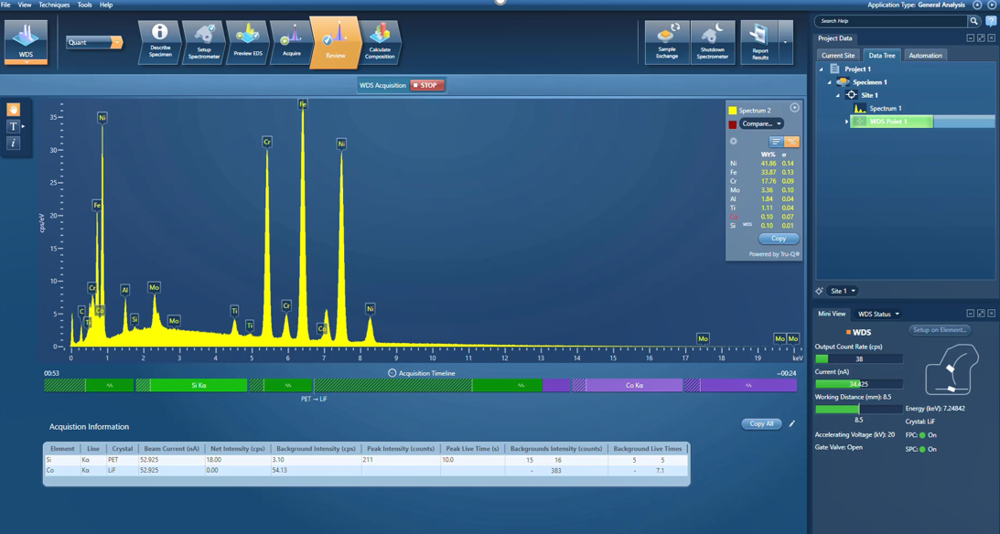 File View Techniques Tools Help
Application Type: General Analysis
WDS
Quant
Describe Specimen
Setup Spectrometer
Preview EDS
Acquire
Review
Calculate Composition
Sample Exchange
Shutdown Spectrometer
Report Results
Search Help
WDS Acquisition STOP
Project Data
Current Site Data Tree Automation
Project 1
Specimen 1
Site 1
Spectrum 1
WDS Point 1
T
i
cps/eV
35
30
25
20
15
10
5
0
C Ti Cr Fe Ni Co Al Si Mo Mo Ti Ti Cr Cr Fe Co Ni Ni Mo Mo Mo
0 1 2 3 4 5 6 7 8 9 10 11 12 13 14 15 16 17 18 19 keV
Spectrum 2
Compare...
%
Wt% σ
Ni 41.86 0.14
Fe 33.87 0.13
Cr 17.76 0.09
Mo 3.36 0.10
Al 1.84 0.04
Ti 1.11 0.04
Co 0.10 0.07
Si WDS 0.10 0.01
Copy
Powered by Tru-Q®
00:53 Acquisition Timeline ~00:24
Si Kα Co Kα
PET → LiF
Acquistion Information
Copy All
Element Line Crystal Beam Current (nA) Net Intensity (cps) Background Intensity (cps) Peak Intensity (counts) Peak Live Time (s) Backgrounds Intensity (counts) Background Live Times
Si Kα PET 52.925 18.00 3.10 211 10.0 15 16 5 5
Co Kα LiF 52.925 0.00 54.13 - 383 - 7.1
Site 1
Mini View WDS Status
WDS
Setup on Element...
Output Count Rate (cps)
38
Current (nA)
34.425
Working Distance (mm): 8.5
8.5
Accelerating Voltage (kV): 20
Gate Valve: Open
Energy (keV): 7.24842
Crystal: LiF
FPC: On
SPC: On